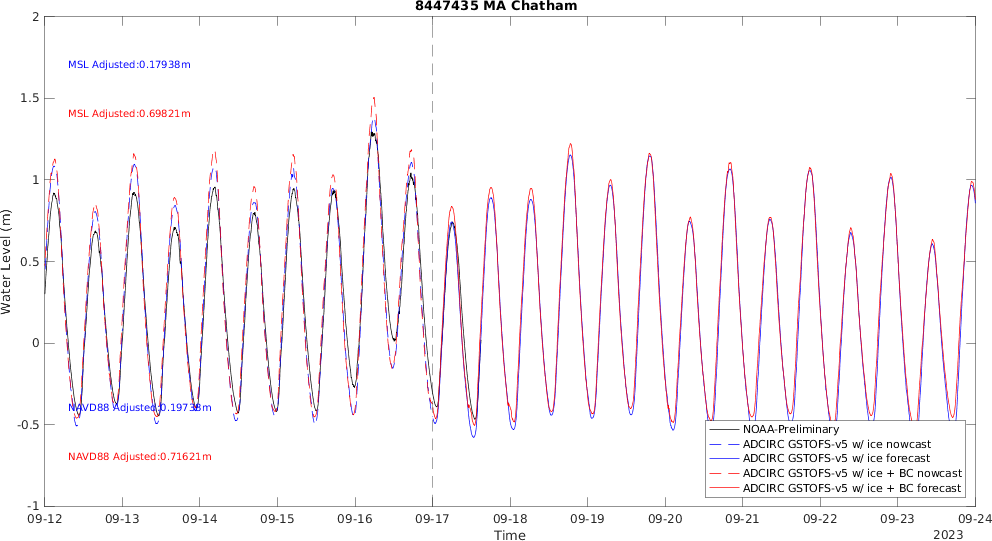 8447435 MA Chatham
2
1.5
1
0.5
0
-0.5
-1
Water Level (m)
MSL Adjusted:0.17938m
MSL Adjusted:0.69821m
NAVD88 Adjusted:0.19738m
NAVD88 Adjusted:0.71621m
NOAA-Preliminary
ADCIRC GSTOFS-v5 w/ ice nowcast
ADCIRC GSTOFS-v5 w/ ice forecast
ADCIRC GSTOFS-v5 w/ ice + BC nowcast
ADCIRC GSTOFS-v5 w/ ice + BC forecast
09-12 09-13 09-14 09-15 09-16 09-17 09-18 09-19 09-20 09-21 09-22 09-23 09-24
Time
2023